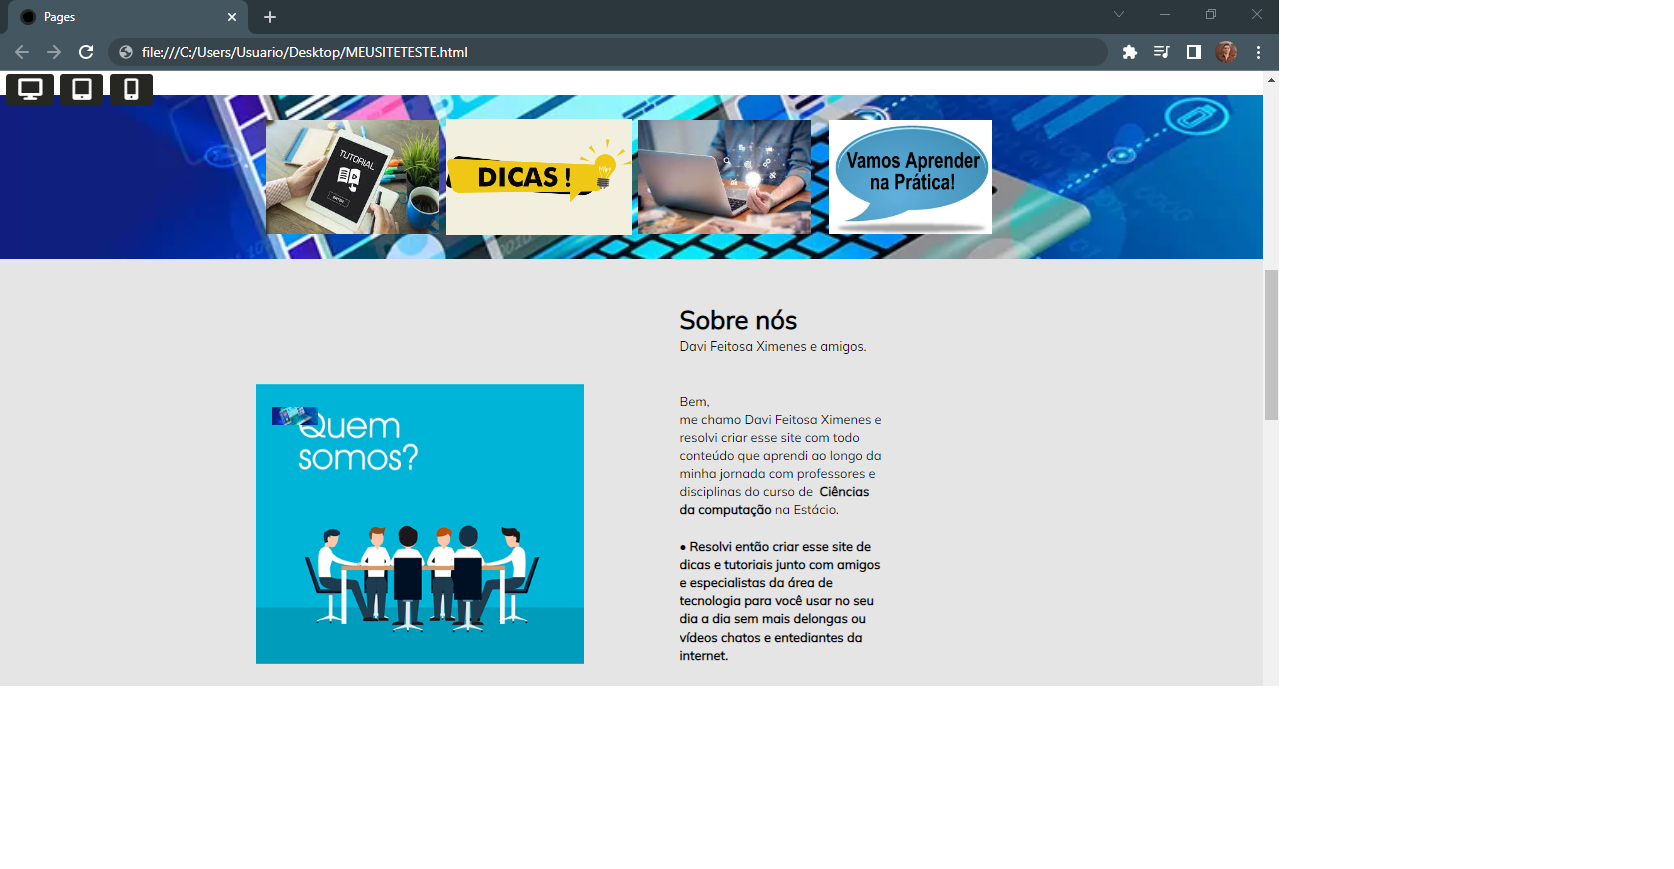 Pages
file:///C:/Users/Usuario/Desktop/MEUSITETESTE.html
TUTORIAL
DICAS !
Vamos Aprender
na Prática!
Sobre nós
Davi Feitosa Ximenes e amigos.
Quem
somos?
Bem,
me chamo Davi Feitosa Ximenes e
resolvi criar esse site com todo
conteúdo que aprendi ao longo da
minha jornada com professores e
disciplinas do curso de Ciências
da computação na Estácio.
• Resolvi então criar esse site de
dicas e tutoriais junto com amigos
e especialistas da área de
tecnologia para você usar no seu
dia a dia sem mais delongas ou
vídeos chatos e entediantes da
internet.